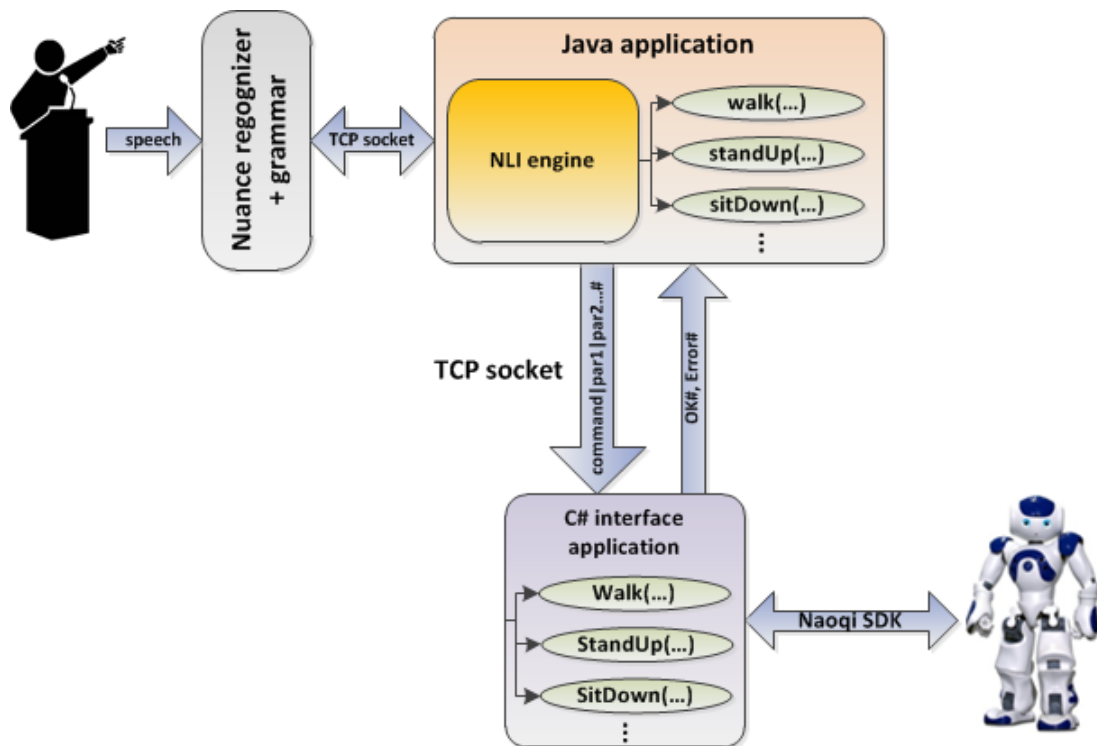 speech
Nuance regognizer
+ grammar
TCP socket
Java application
NLI engine
walk(...)
standUp(...)
sitDown(...)
⋮
TCP socket
command|par1|par2...#
OK#, Error#
C# interface
application
Walk(...)
StandUp(...)
SitDown(...)
⋮
Naoqi SDK